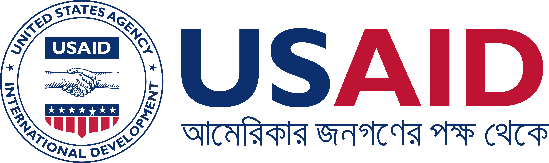 UNITED STATES AGENCY
USAID
INTERNATIONAL DEVELOPMENT
USAID
আমেরিকার জনগণের পক্ষ থেকে